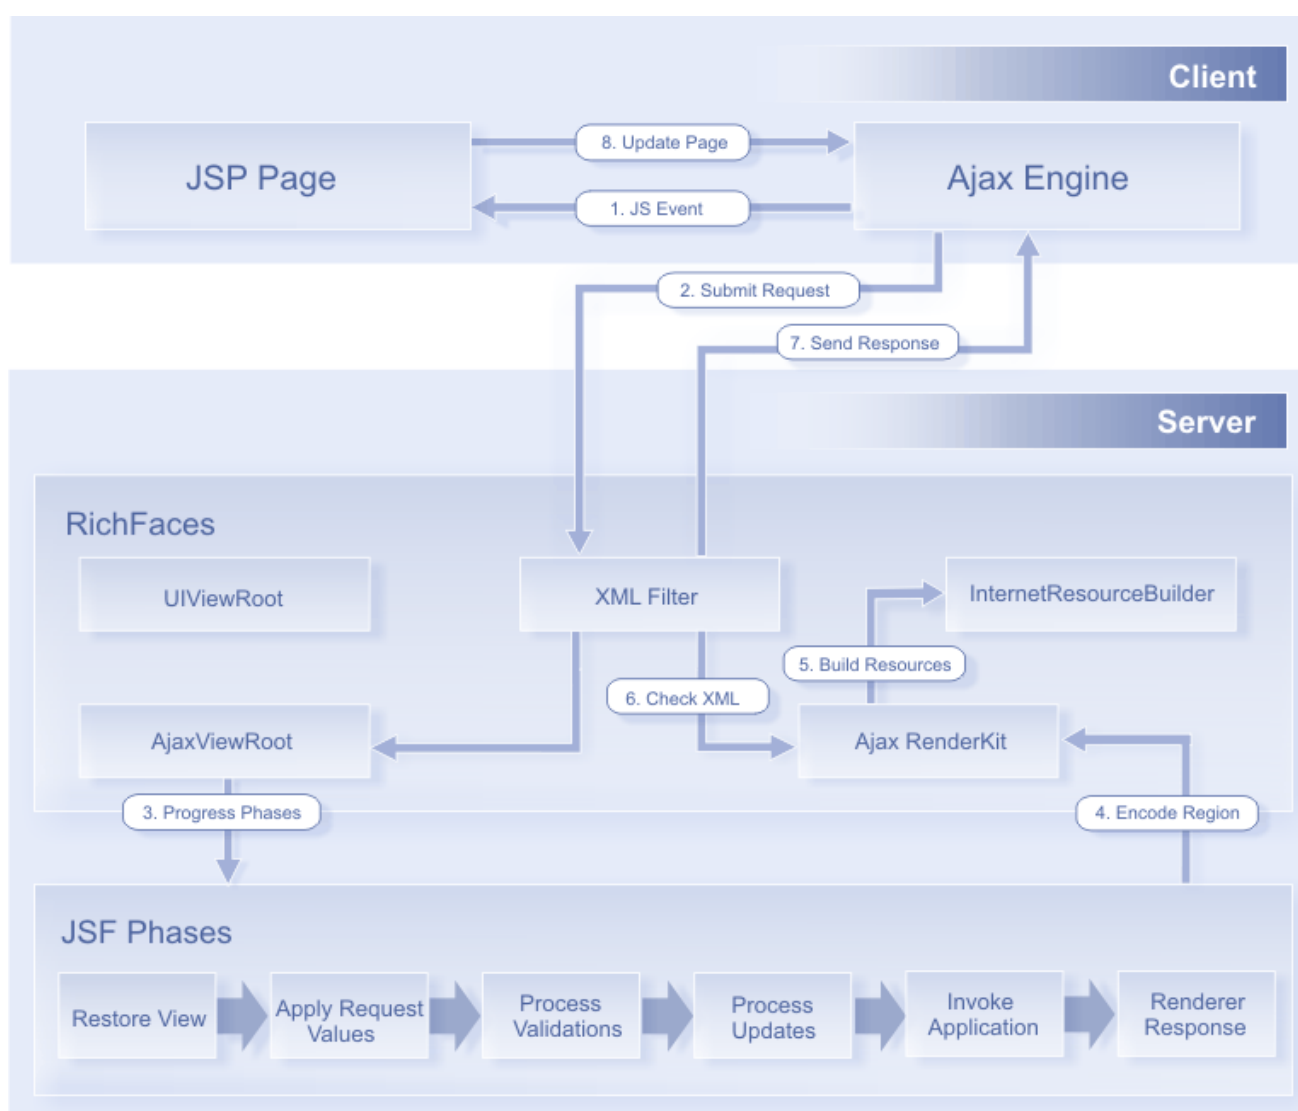 Client
JSP Page
8. Update Page
Ajax Engine
1. JS Event
2. Submit Request
7. Send Response
Server
RichFaces
UIViewRoot
XML Filter
InternetResourceBuilder
5. Build Resources
6. Check XML
AjaxViewRoot
Ajax RenderKit
3. Progress Phases
4. Encode Region
JSF Phases
Restore View
Apply Request
Values
Process
Validations
Process
Updates
Invoke
Application
Renderer
Response